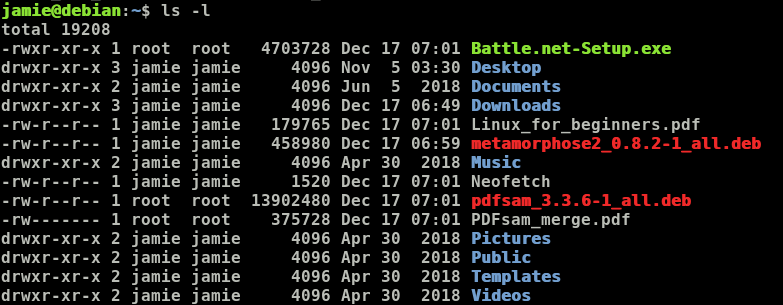 jamie@debian:~$ ls -l
total 19208
-rwxr-xr-x 1 root  root   4703728 Dec 17 07:01 Battle.net-Setup.exe
drwxr-xr-x 3 jamie jamie     4096 Nov  5 03:30 Desktop
drwxr-xr-x 2 jamie jamie     4096 Jun  5  2018 Documents
drwxr-xr-x 3 jamie jamie     4096 Dec 17 06:49 Downloads
-rw-r--r-- 1 jamie jamie   179765 Dec 17 07:01 Linux_for_beginners.pdf
-rw-r--r-- 1 jamie jamie   458980 Dec 17 06:59 metamorphose2_0.8.2-1_all.deb
drwxr-xr-x 2 jamie jamie     4096 Apr 30  2018 Music
-rw-r--r-- 1 jamie jamie     1520 Dec 17 07:01 Neofetch
-rw-r--r-- 1 root  root  13902480 Dec 17 07:01 pdfsam_3.3.6-1_all.deb
-rw------- 1 root  root    375728 Dec 17 07:01 PDFsam_merge.pdf
drwxr-xr-x 2 jamie jamie     4096 Apr 30  2018 Pictures
drwxr-xr-x 2 jamie jamie     4096 Apr 30  2018 Public
drwxr-xr-x 2 jamie jamie     4096 Apr 30  2018 Templates
drwxr-xr-x 2 jamie jamie     4096 Apr 30  2018 Videos